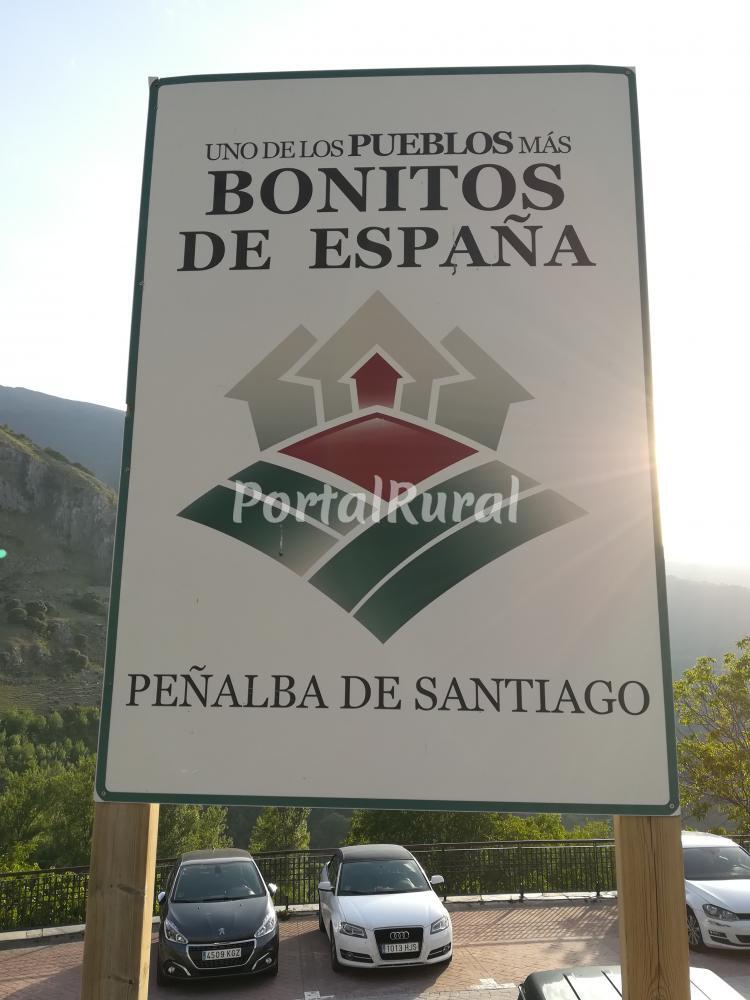 UNO DE LOS PUEBLOS MÁS
BONITOS
DE ESPAÑA
PortalRural
PEÑALBA DE SANTIAGO
4509 KGZ
1013 HJS